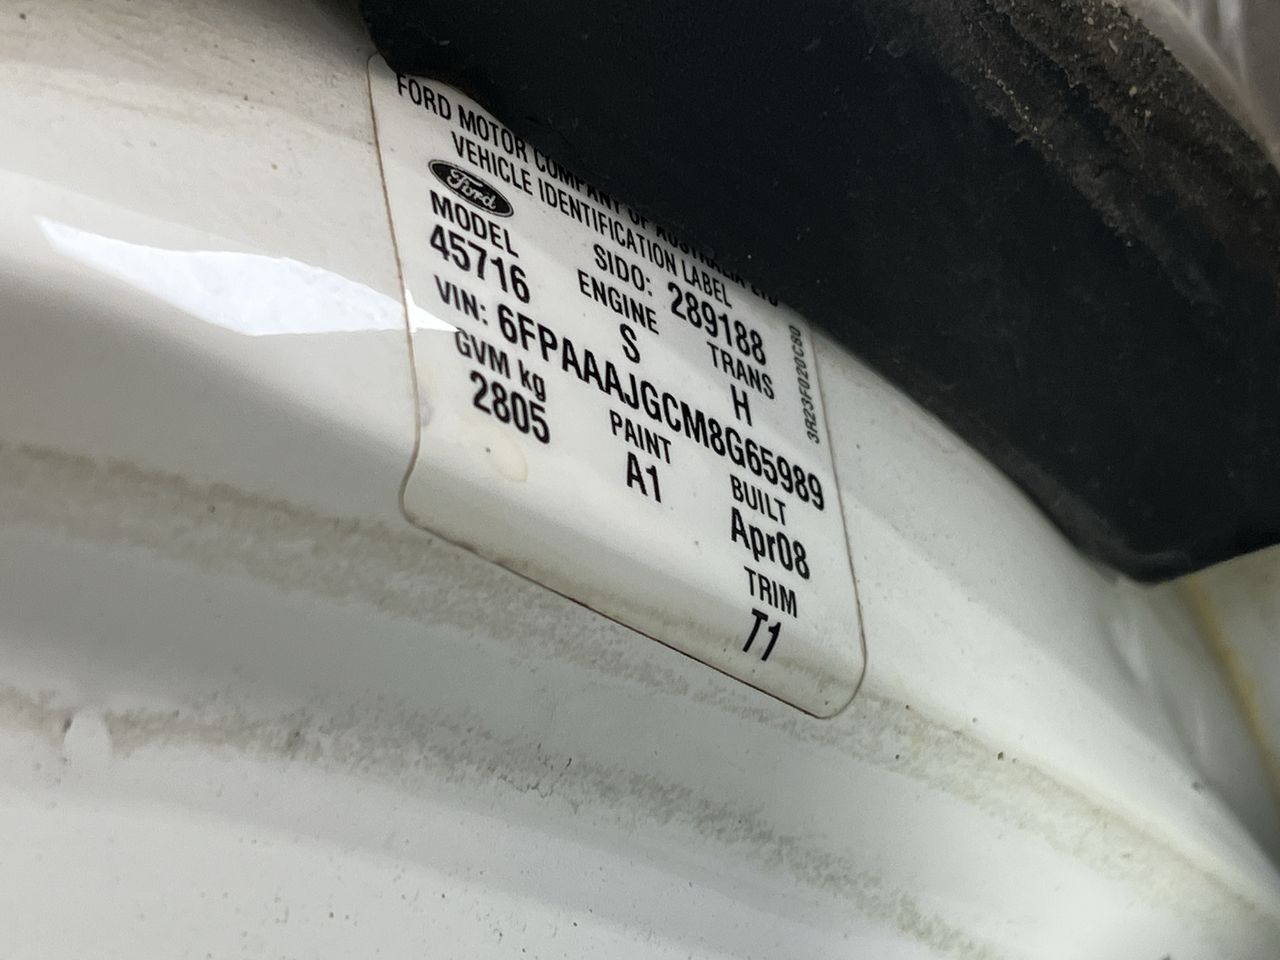 FORD MOTOR COMPANY OF AUSTRALIA LTD
VEHICLE IDENTIFICATION LABEL
Ford
SIDO: 289188
MODEL ENGINE TRANS
45716 S H
VIN: 6FPAAAJGCM8G65989
GVM kg PAINT BUILT
2805 A1 Apr08
TRIM
T1
3R23F020C80